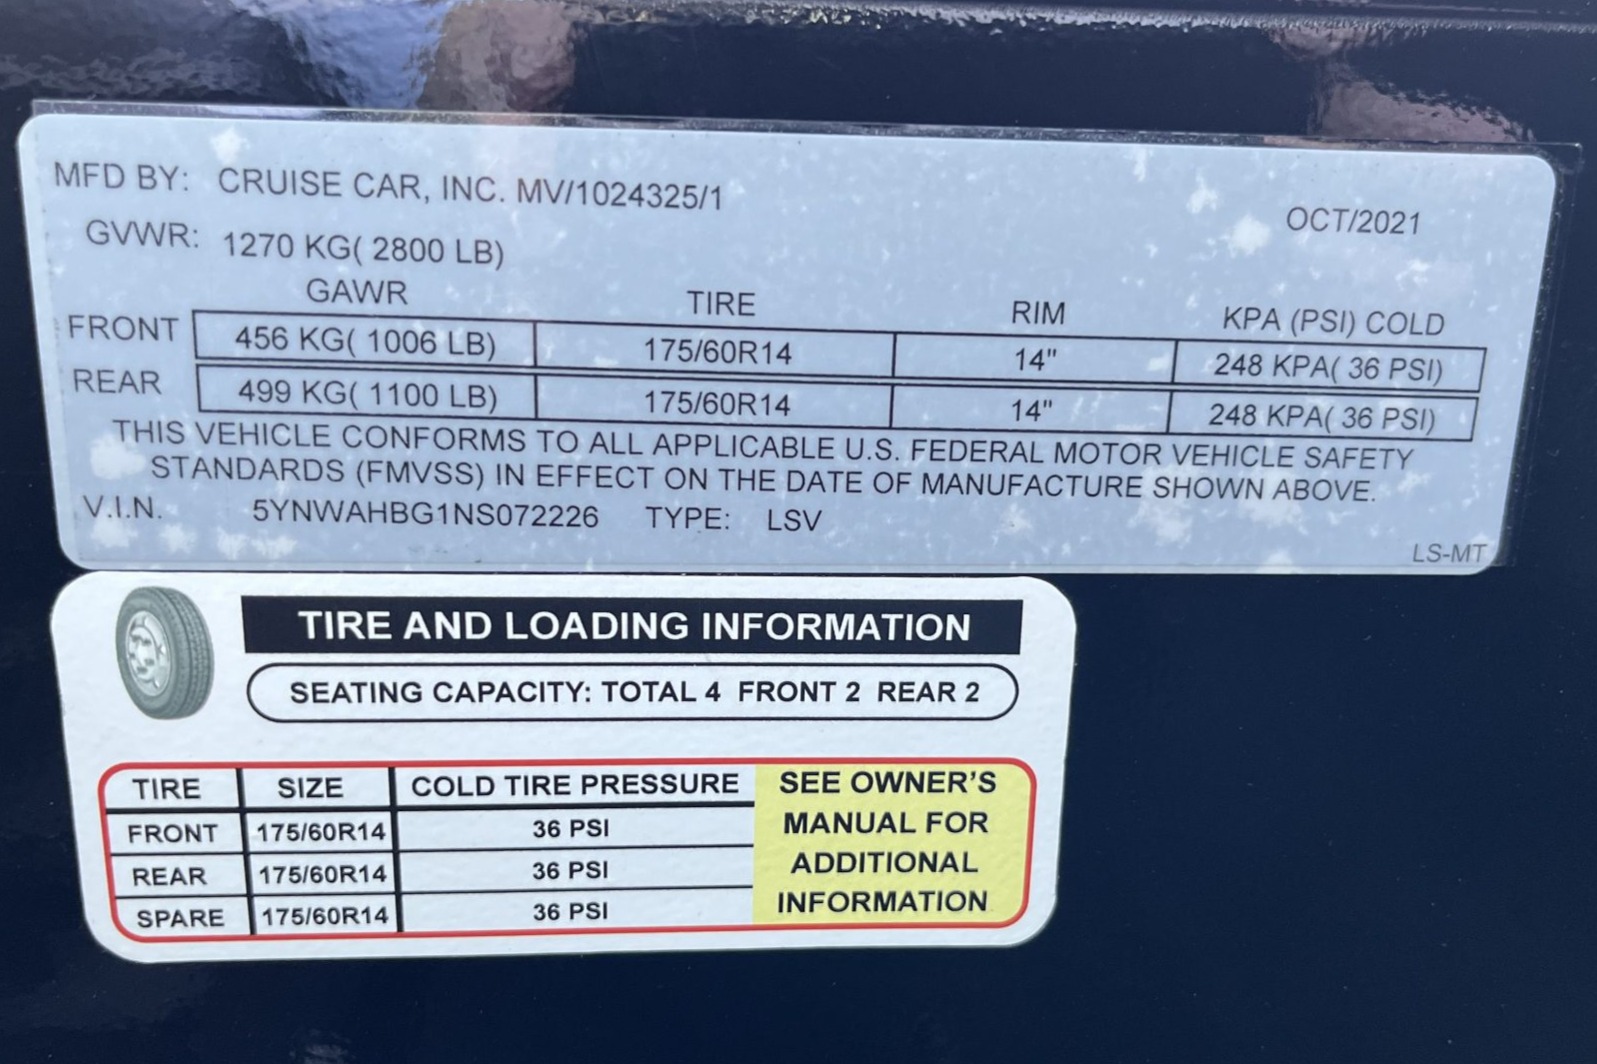 MFD BY: CRUISE CAR, INC. MV/1024325/1
OCT/2021
GVWR: 1270 KG( 2800 LB)
GAWR TIRE RIM KPA (PSI) COLD
FRONT 456 KG( 1006 LB) 175/60R14 14" 248 KPA( 36 PSI)
REAR 499 KG( 1100 LB) 175/60R14 14" 248 KPA( 36 PSI)
THIS VEHICLE CONFORMS TO ALL APPLICABLE U.S. FEDERAL MOTOR VEHICLE SAFETY
STANDARDS (FMVSS) IN EFFECT ON THE DATE OF MANUFACTURE SHOWN ABOVE.
V.I.N. 5YNWAHBG1NS072226 TYPE: LSV
LS-MT
TIRE AND LOADING INFORMATION
SEATING CAPACITY: TOTAL 4 FRONT 2 REAR 2
TIRE SIZE COLD TIRE PRESSURE
FRONT 175/60R14 36 PSI
REAR 175/60R14 36 PSI
SPARE 175/60R14 36 PSI
SEE OWNER'S
MANUAL FOR
ADDITIONAL
INFORMATION